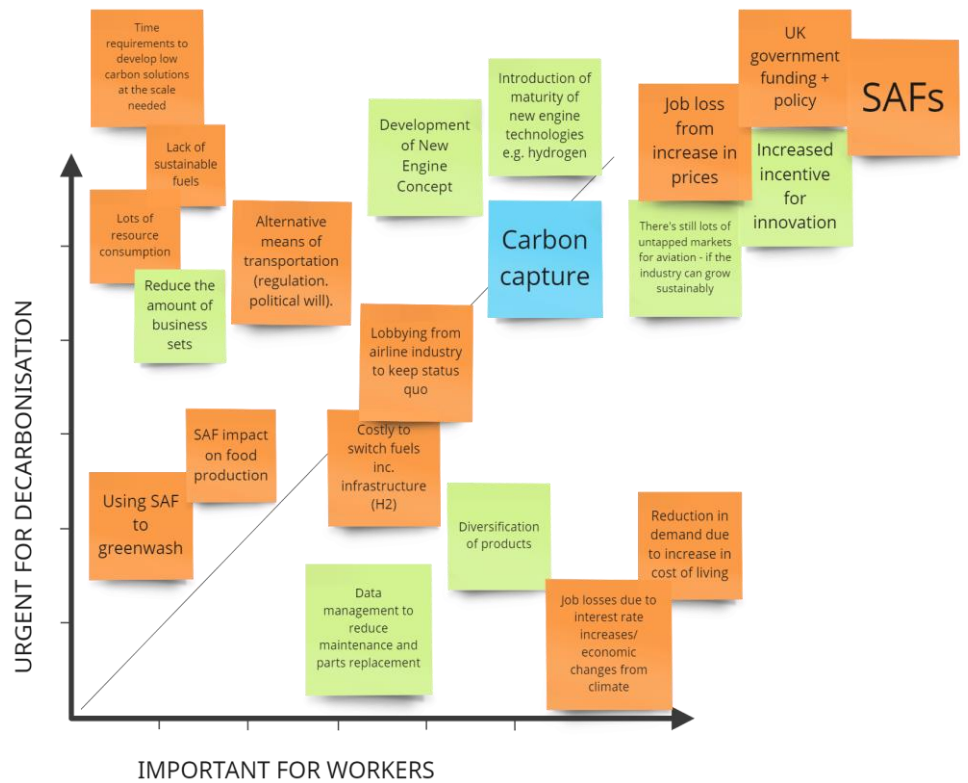 Time
requirements to
develop low
carbon solutions
at the scale
needed
Lack of
sustainable
fuels
Lots of
resource
consumption
Reduce the
amount of
business
sets
Alternative
means of
transportation
(regulation.
political will).
Development
of New
Engine
Concept
Introduction of
maturity of
new engine
technologies
e.g. hydrogen
Carbon
capture
Job loss
from
increase in
prices
UK
government
funding +
policy
SAFs
Increased
incentive
for
innovation
There's still lots of
untapped markets
for aviation - if the
industry can grow
sustainably
Lobbying from
airline industry
to keep status
quo
Costly to
switch fuels
inc.
infrastructure
(H2)
SAF impact
on food
production
Using SAF
to
greenwash
Diversification
of products
Data
management to
reduce
maintenance and
parts replacement
Reduction in
demand due
to increase in
cost of living
Job losses due to
interest rate
increases/
economic
changes from
climate
URGENT FOR DECARBONISATION
IMPORTANT FOR WORKERS